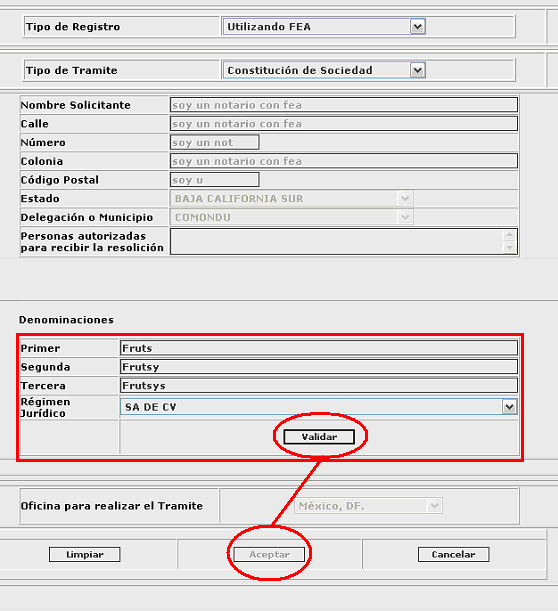 Tipo de Registro Utilizando FEA
Tipo de Tramite Constitución de Sociedad
Nombre Solicitante soy un notario con fea
Calle soy un notario con fea
Número soy un not
Colonia soy un notario con fea
Código Postal soy u
Estado BAJA CALIFORNIA SUR
Delegación o Municipio COMONDU
Personas autorizadas
para recibir la resolición
Denominaciones
Primer Fruts
Segunda Frutsy
Tercera Frutsys
Régimen
Jurídico SA DE CV
Validar
Oficina para realizar el Tramite México, DF.
Limpiar Aceptar Cancelar